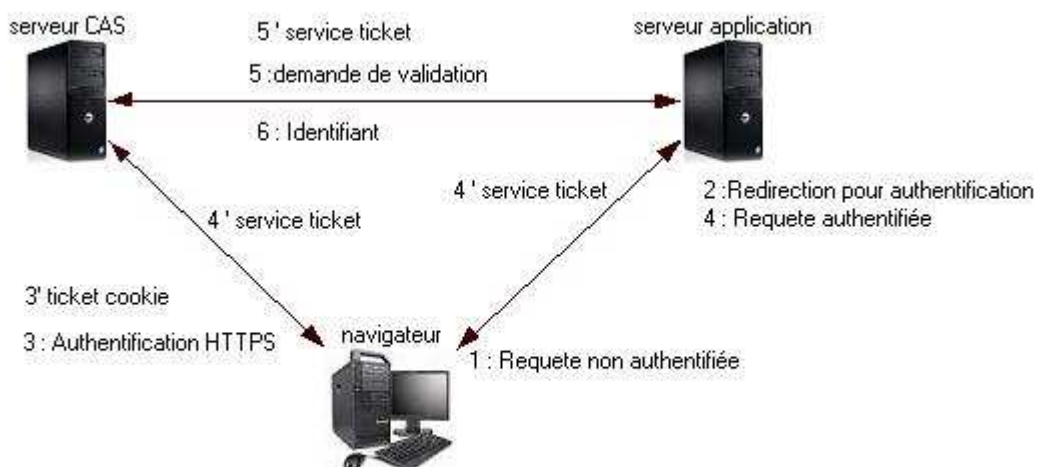 serveur CAS
5 ' service ticket
serveur application
5 :demande de validation
6 : Identifiant
4 ' service ticket
2 :Redirection pour authentification
4 ' service ticket
4 : Requete authentifiée
3' ticket cookie
3 : Authentification HTTPS
navigateur
1 : Requete non authentifiée